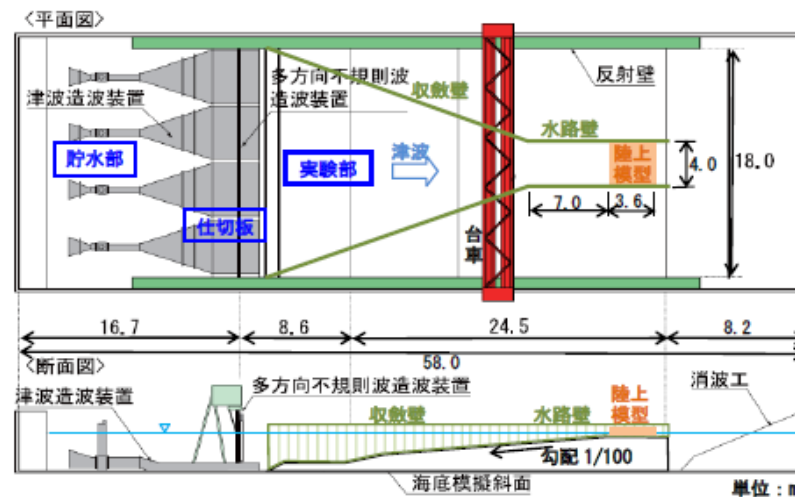 〈平面図〉
津波造波装置
多方向不規則波
造波装置
収斂壁
反射壁
水路壁
貯水部
実験部
津波
陸上
模型
4.0
18.0
仕切板
7.0
3.6
台車
16.7
8.6
24.5
8.2
58.0
〈断面図〉
津波造波装置
多方向不規則波造波装置
収斂壁
水路壁
陸上
模型
消波工
勾配 1/100
海底模擬斜面
単位：m